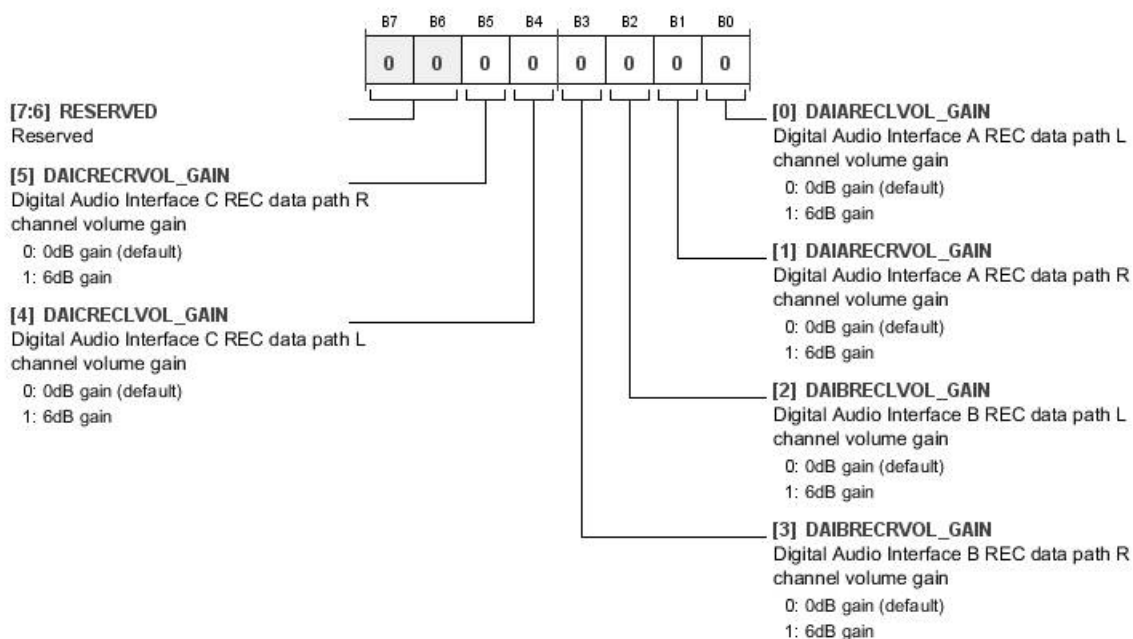 B7 B6 B5 B4 B3 B2 B1 B0
0 0 0 0 0 0 0 0
[7:6] RESERVED
Reserved
[5] DAICRECRVOL_GAIN
Digital Audio Interface C REC data path R
channel volume gain
0: 0dB gain (default)
1: 6dB gain
[4] DAICRECLVOL_GAIN
Digital Audio Interface C REC data path L
channel volume gain
0: 0dB gain (default)
1: 6dB gain
[0] DAIARECLVOL_GAIN
Digital Audio Interface A REC data path L
channel volume gain
0: 0dB gain (default)
1: 6dB gain
[1] DAIARECRVOL_GAIN
Digital Audio Interface A REC data path R
channel volume gain
0: 0dB gain (default)
1: 6dB gain
[2] DAIBRECLVOL_GAIN
Digital Audio Interface B REC data path L
channel volume gain
0: 0dB gain (default)
1: 6dB gain
[3] DAIBRECRVOL_GAIN
Digital Audio Interface B REC data path R
channel volume gain
0: 0dB gain (default)
1: 6dB gain